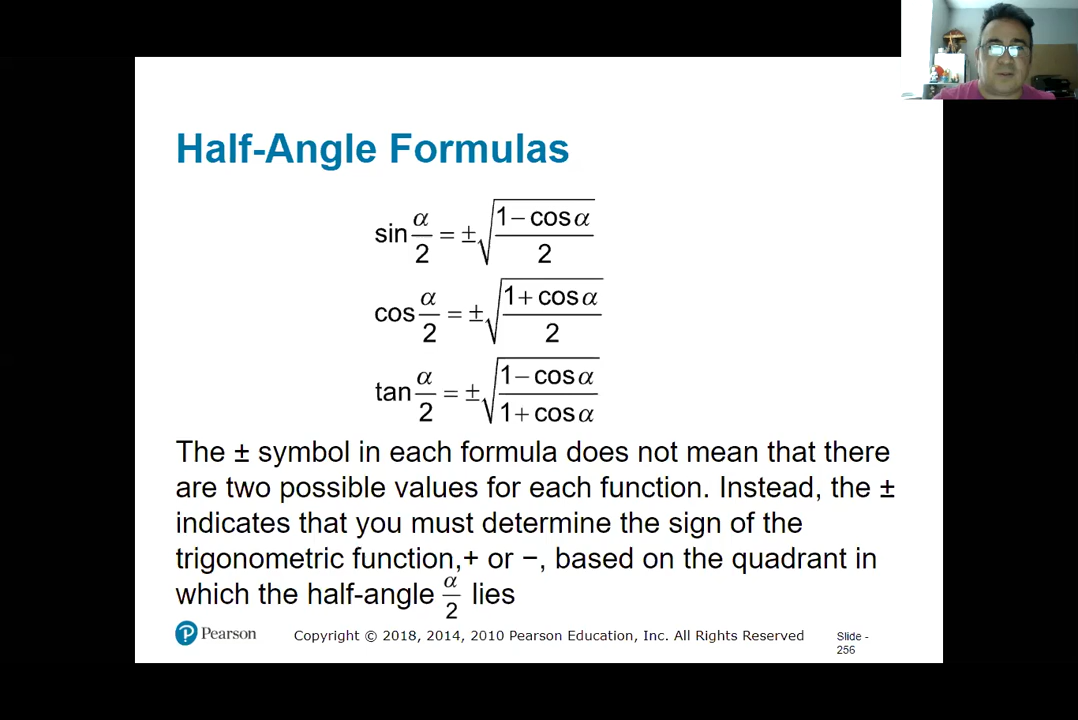 Half-Angle Formulas
sin α/2 = ±√((1 − cos α)/2)
cos α/2 = ±√((1 + cos α)/2)
tan α/2 = ±√((1 − cos α)/(1 + cos α))
The ± symbol in each formula does not mean that there
are two possible values for each function. Instead, the ±
indicates that you must determine the sign of the
trigonometric function,+ or −, based on the quadrant in
which the half-angle α/2 lies
Pearson
Copyright © 2018, 2014, 2010 Pearson Education, Inc. All Rights Reserved
Slide -
256